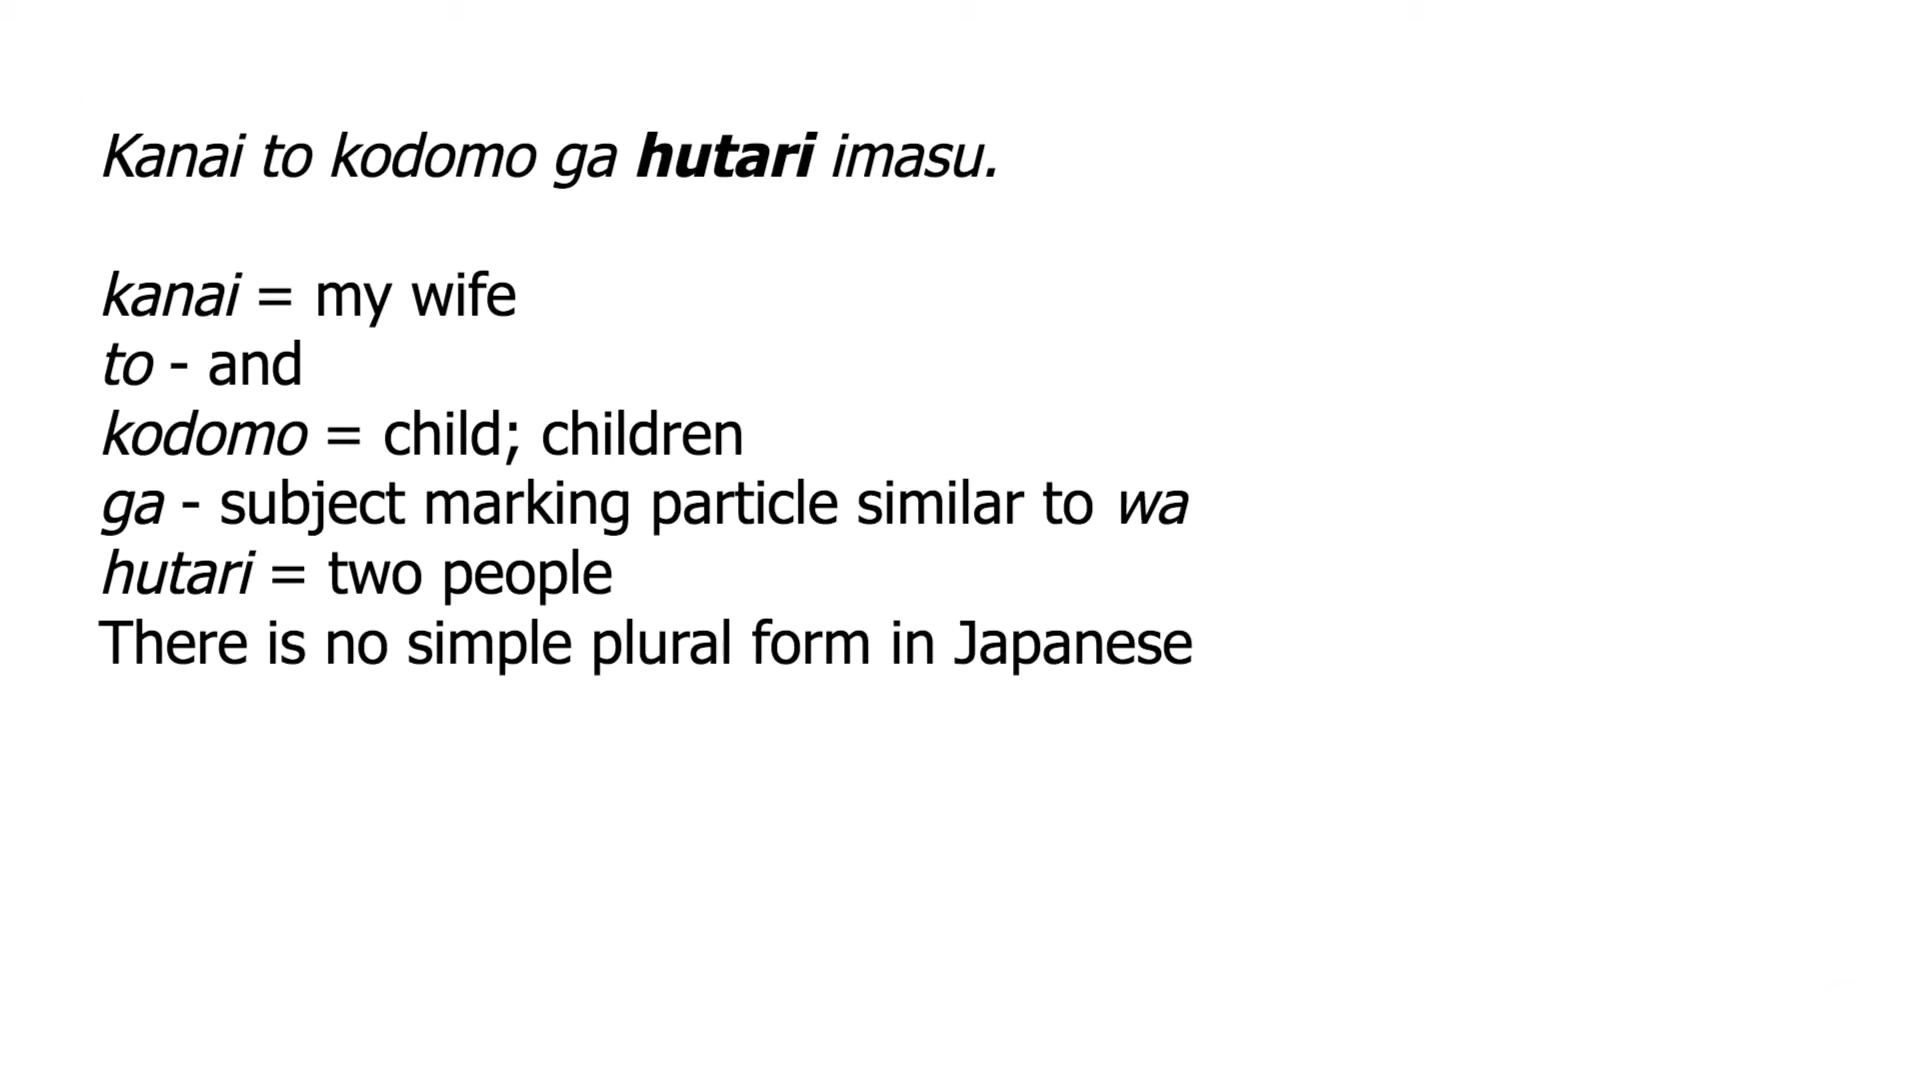 Kanai to kodomo ga hutari imasu.
kanai = my wife
to - and
kodomo = child; children
ga - subject marking particle similar to wa
hutari = two people
There is no simple plural form in Japanese